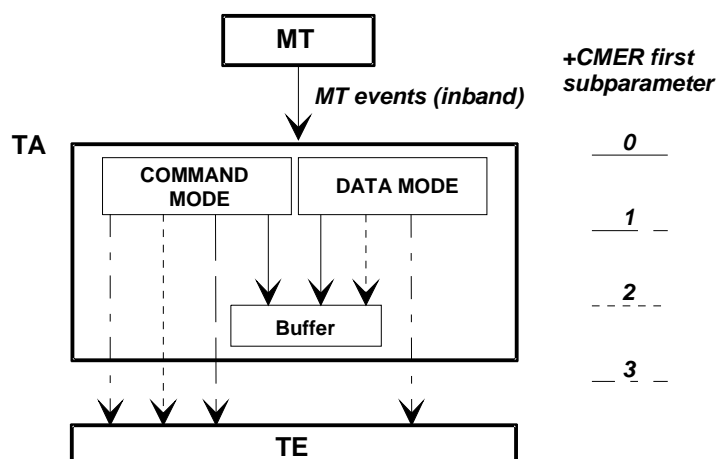 MT
+CMER first
subparameter
MT events (inband)
TA
0
COMMAND
MODE
DATA MODE
1
2
Buffer
3
TE